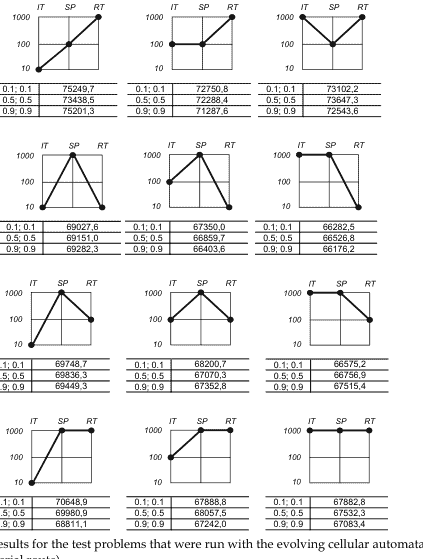 IT SP RT IT SP RT IT SP RT
1000 1000 1000
100 100 100
10 10 10
0.1; 0.1 75249,7 0.1; 0.1 72750,8 0.1; 0.1 73102,2
0.5; 0.5 73438,5 0.5; 0.5 72288,4 0.5; 0.5 73647,3
0.9; 0.9 75201,3 0.9; 0.9 71287,6 0.9; 0.9 72543,6
IT SP RT IT SP RT IT SP RT
1000 1000 1000
100 100 100
10 10 10
0.1; 0.1 69027,6 0.1; 0.1 67350,0 0.1; 0.1 66282,5
0.5; 0.5 69151,0 0.5; 0.5 66859,7 0.5; 0.5 66526,8
0.9; 0.9 69282,3 0.9; 0.9 66403,6 0.9; 0.9 66176,2
IT SP RT IT SP RT IT SP RT
1000 1000 1000
100 100 100
10 10 10
0.1; 0.1 69748,7 0.1; 0.1 68200,7 0.1; 0.1 66575,2
0.5; 0.5 69836,3 0.5; 0.5 67070,3 0.5; 0.5 66756,9
0.9; 0.9 69449,3 0.9; 0.9 67352,8 0.9; 0.9 67515,4
IT SP RT IT SP RT IT SP RT
1000 1000 1000
100 100 100
10 10 10
0.1; 0.1 70648,9 0.1; 0.1 67888,8 0.1; 0.1 67882,8
0.5; 0.5 69980,9 0.5; 0.5 68057,5 0.5; 0.5 67532,3
0.9; 0.9 68811,1 0.9; 0.9 67242,0 0.9; 0.9 67083,4
esults for the test problems that were run with the evolving cellular automata